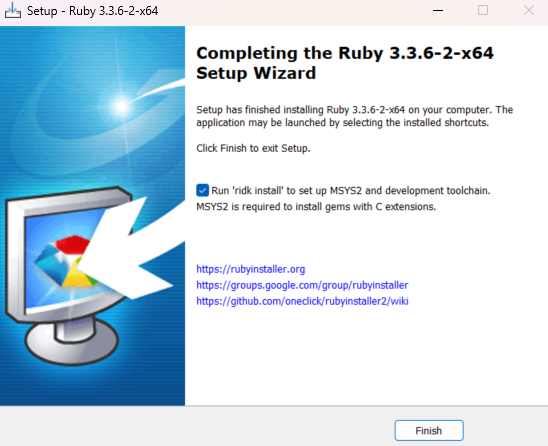 Setup - Ruby 3.3.6-2-x64
Completing the Ruby 3.3.6-2-x64
Setup Wizard
Setup has finished installing Ruby 3.3.6-2-x64 on your computer. The
application may be launched by selecting the installed shortcuts.
Click Finish to exit Setup.
Run 'ridk install' to set up MSYS2 and development toolchain.
MSYS2 is required to install gems with C extensions.
https://rubyinstaller.org
https://groups.google.com/group/rubyinstaller
https://github.com/oneclick/rubyinstaller2/wiki
Finish